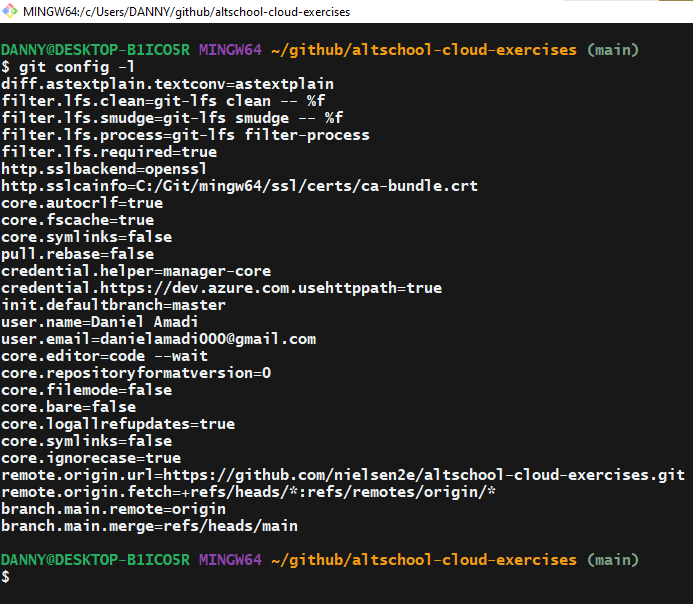 MINGW64:/c/Users/DANNY/github/altschool-cloud-exercises
DANNY@DESKTOP-B1ICO5R MINGW64 ~/github/altschool-cloud-exercises (main)
$ git config -l
diff.astextplain.textconv=astextplain
filter.lfs.clean=git-lfs clean -- %f
filter.lfs.smudge=git-lfs smudge -- %f
filter.lfs.process=git-lfs filter-process
filter.lfs.required=true
http.sslbackend=openssl
http.sslcainfo=C:/Git/mingw64/ssl/certs/ca-bundle.crt
core.autocrlf=true
core.fscache=true
core.symlinks=false
pull.rebase=false
credential.helper=manager-core
credential.https://dev.azure.com.usehttppath=true
init.defaultbranch=master
user.name=Daniel Amadi
user.email=danielamadi000@gmail.com
core.editor=code --wait
core.repositoryformatversion=0
core.filemode=false
core.bare=false
core.logallrefupdates=true
core.symlinks=false
core.ignorecase=true
remote.origin.url=https://github.com/nielsen2e/altschool-cloud-exercises.git
remote.origin.fetch=+refs/heads/*:refs/remotes/origin/*
branch.main.remote=origin
branch.main.merge=refs/heads/main
DANNY@DESKTOP-B1ICO5R MINGW64 ~/github/altschool-cloud-exercises (main)
$